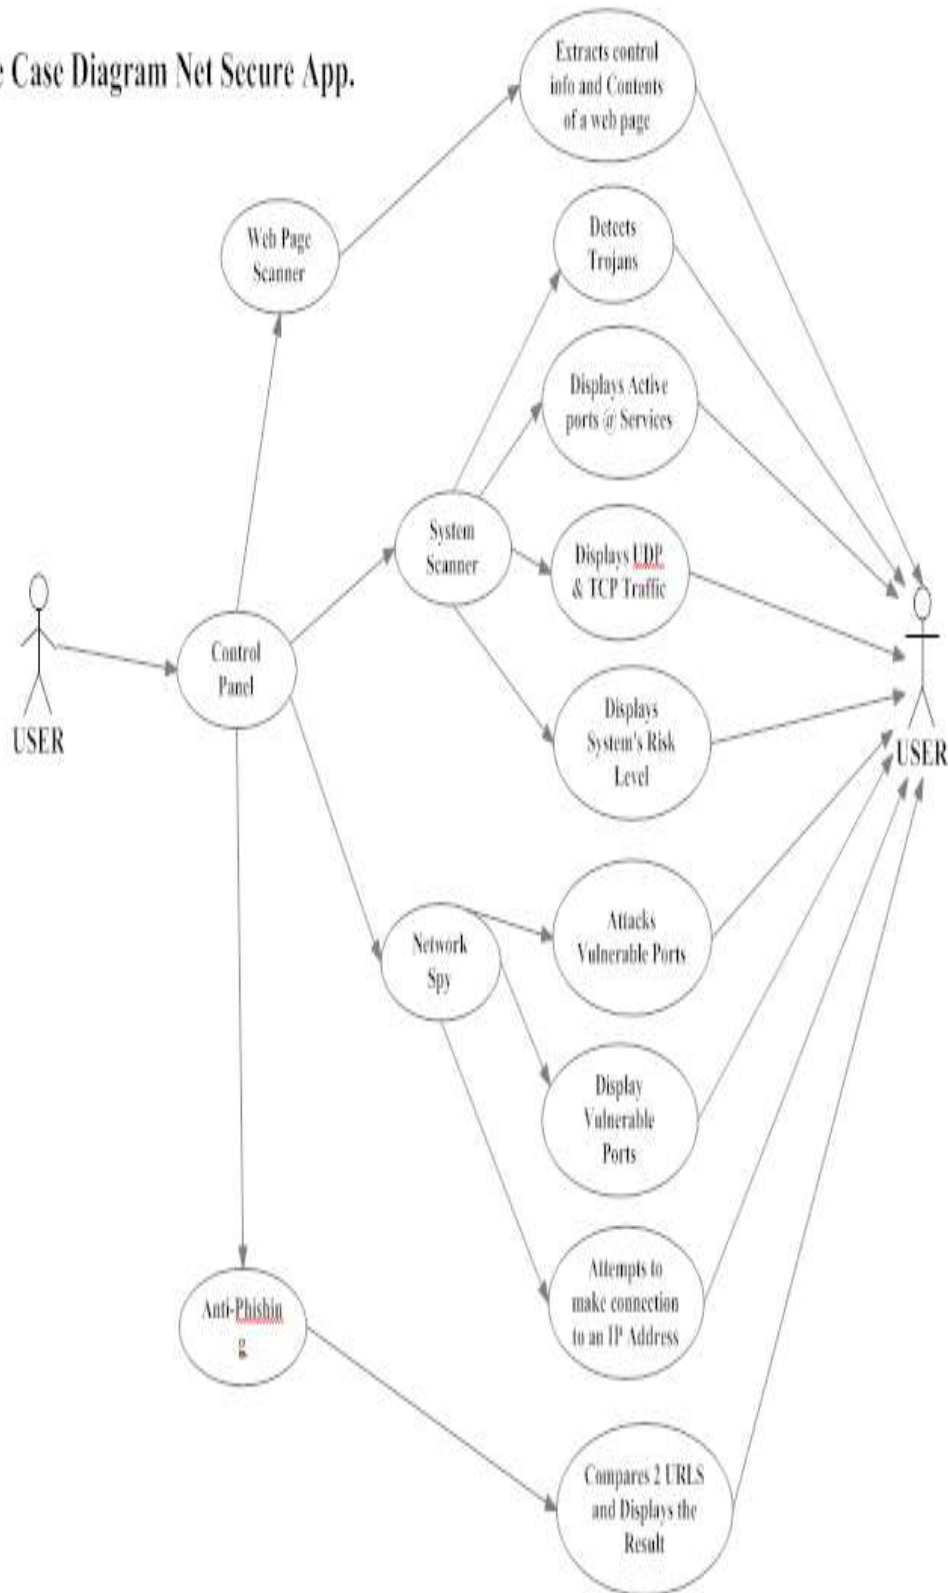 e Case Diagram Net Secure App.
Extracts control
info and Contents
of a web page
Web Page
Scanner
Detects
Trojans
Displays Active
ports @ Services
System
Scanner
Displays UDP
& TCP Traffic
Control
Panel
USER
Displays
System's Risk
Level
USER
Attacks
Vulnerable Ports
Network
Spy
Display
Vulnerable
Ports
Attempts to
make connection
to an IP Address
Anti-Phishin
g
Compares 2 URLS
and Displays the
Result